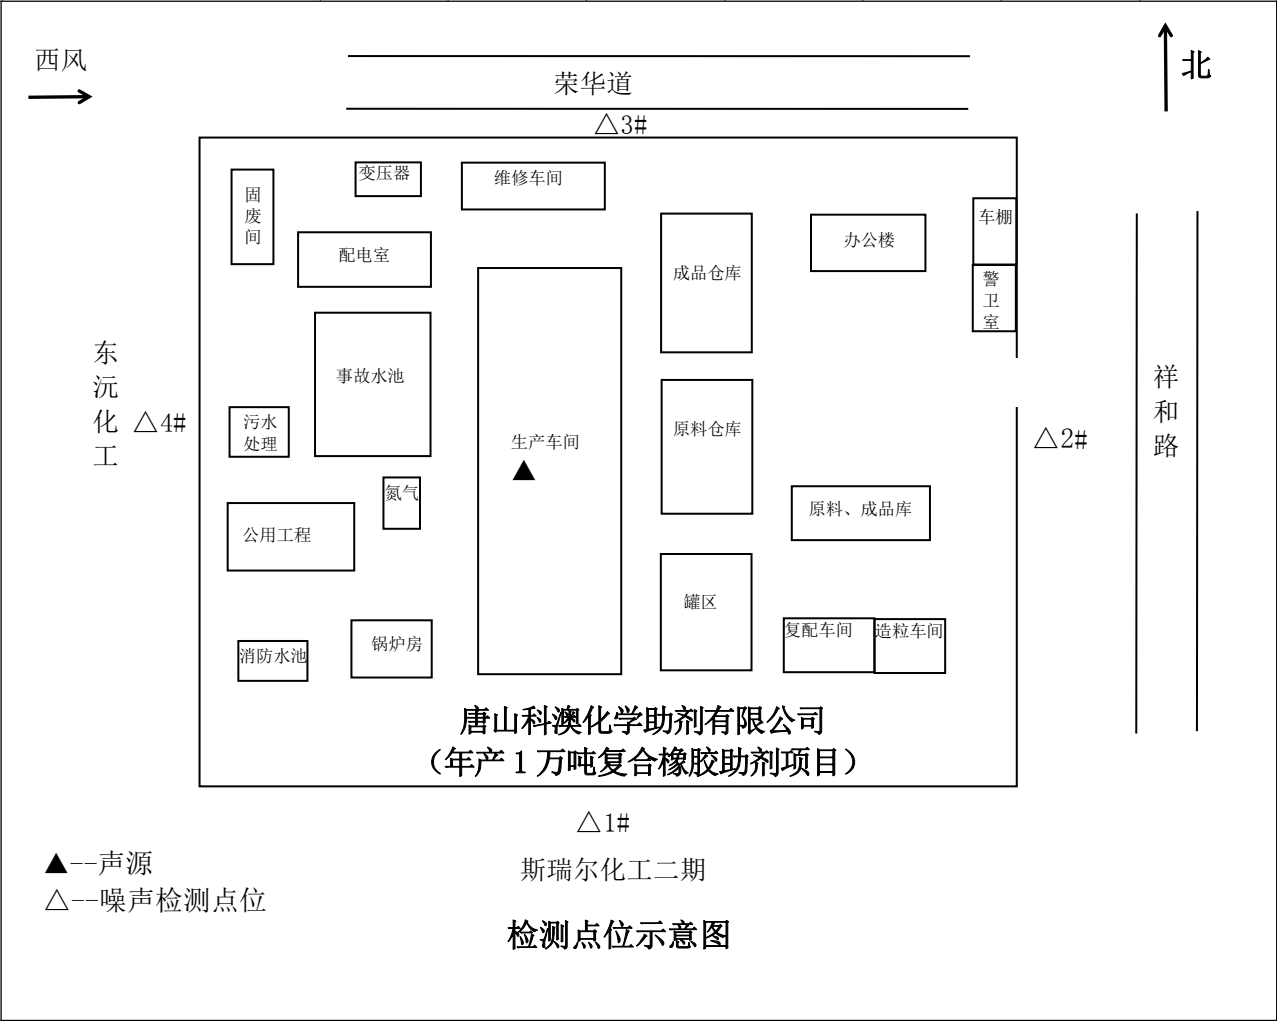 西风
北
荣华道
△3#
固废间
变压器
维修车间
配电室
成品仓库
办公楼
车棚
警卫室
东沅化工
△4#
事故水池
污水
处理
生产车间
▲
原料仓库
△2#
祥和路
氮气
公用工程
原料、成品库
罐区
消防水池
锅炉房
复配车间
造粒车间
唐山科澳化学助剂有限公司
（年产 1 万吨复合橡胶助剂项目）
△1#
▲--声源
斯瑞尔化工二期
△--噪声检测点位
检测点位示意图